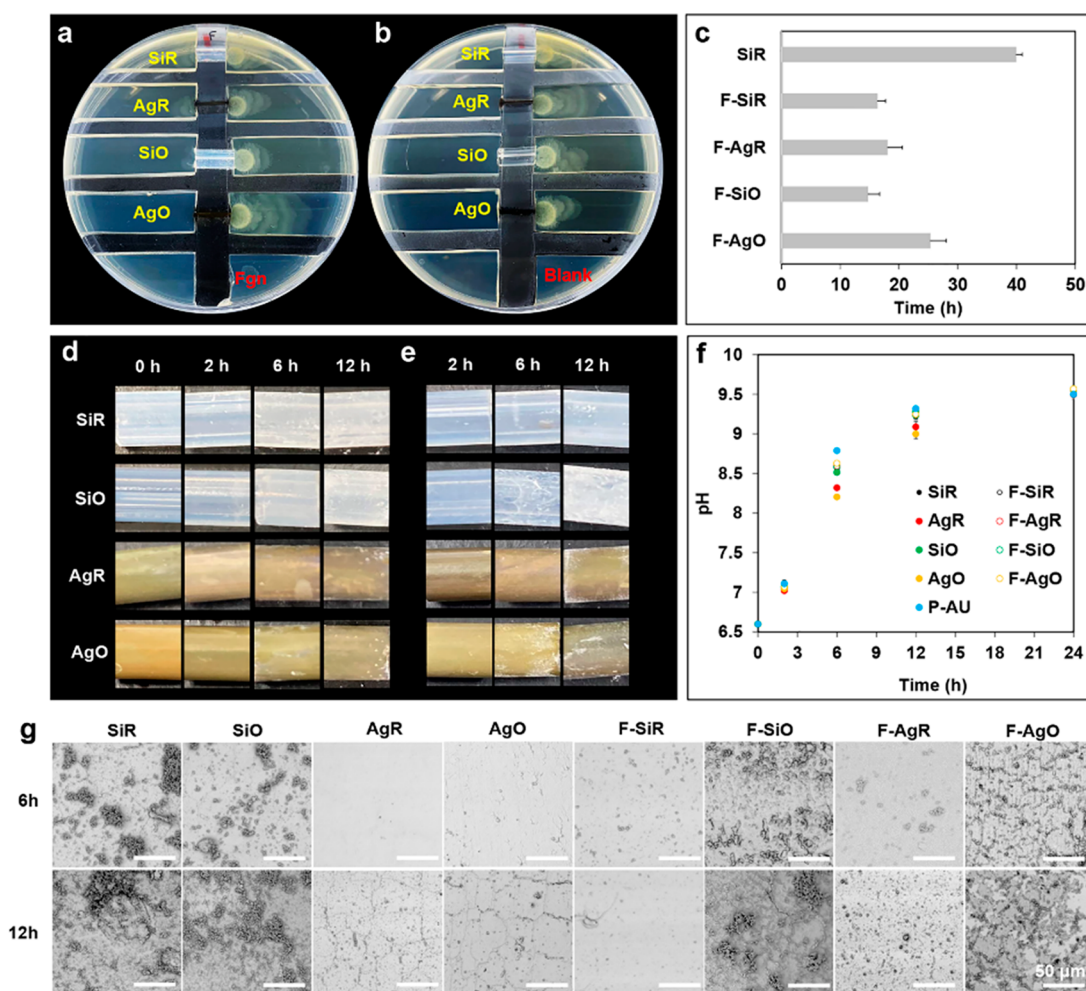 a
F
SiR
AgR
SiO
AgO
Fgn
b
SiR
AgR
SiO
AgO
Blank
c
SiR
F-SiR
F-AgR
F-SiO
F-AgO
0 10 20 30 40 50
Time (h)
d
0 h 2 h 6 h 12 h
SiR
SiO
AgR
AgO
e
2 h 6 h 12 h
f
10
9.5
9
8.5
8
7.5
7
6.5
pH
SiR F-SiR
AgR F-AgR
SiO F-SiO
AgO F-AgO
P-AU
0 3 6 9 12 15 18 21 24
Time (h)
g
SiR SiO AgR AgO F-SiR F-SiO F-AgR F-AgO
6h
12h
50 µm